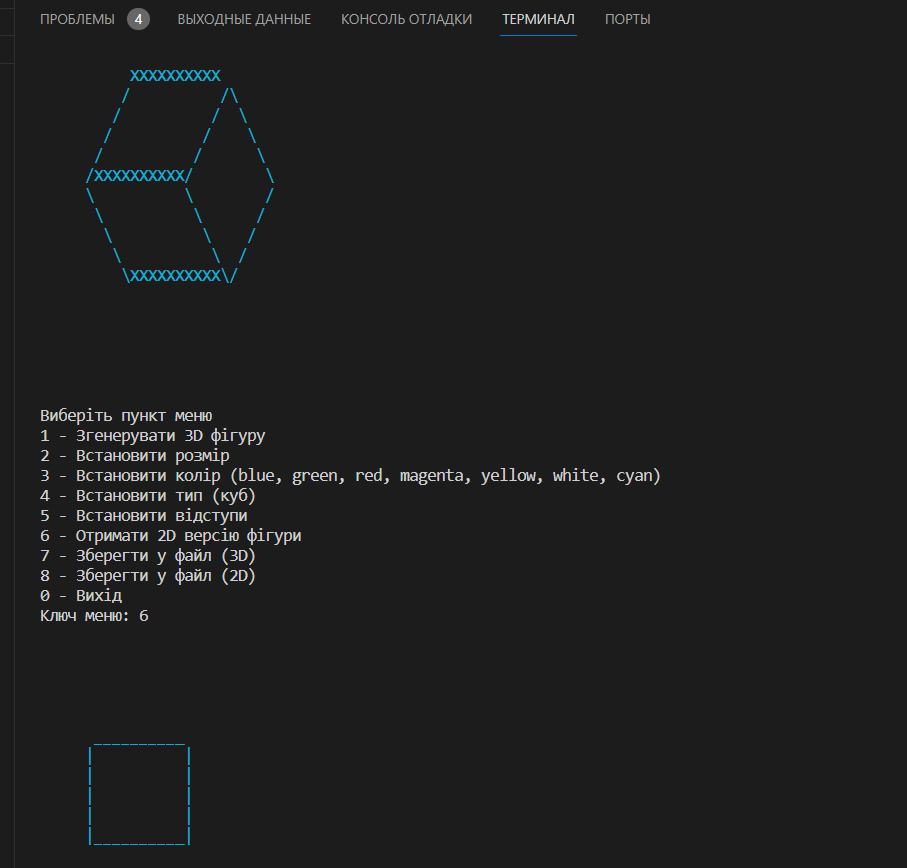 ПРОБЛЕМЫ 4 ВЫХОДНЫЕ ДАННЫЕ КОНСОЛЬ ОТЛАДКИ ТЕРМИНАЛ ПОРТЫ
          XXXXXXXXXX
         /          /\
        /          /  \
       /          /    \
      /          /      \
     /XXXXXXXXXX/        \
     \          \        /
      \          \      /
       \          \    /
        \          \  /
         \XXXXXXXXXX\/
Виберіть пункт меню
1 - Згенерувати 3D фігуру
2 - Встановити розмір
3 - Встановити колір (blue, green, red, magenta, yellow, white, cyan)
4 - Встановити тип (куб)
5 - Встановити відступи
6 - Отримати 2D версію фігури
7 - Зберегти у файл (3D)
8 - Зберегти у файл (2D)
0 - Вихід
Ключ меню: 6
      __________
     |          |
     |          |
     |          |
     |          |
     |__________|